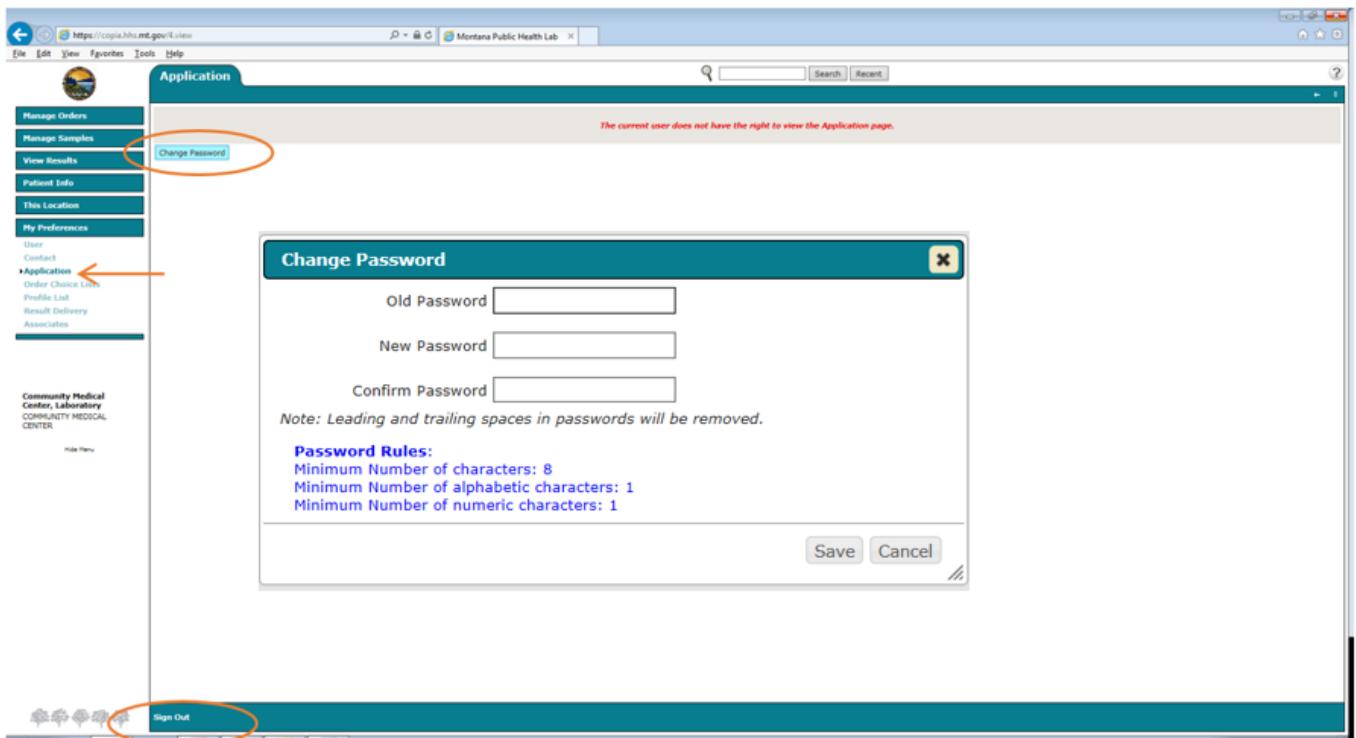 https://copia.hhs.mt.gov/4.view
Montana Public Health Lab
File Edit View Favorites Tools Help
Application
Search Recent
Manage Orders
Manage Samples
View Results
Patient Info
This Location
My Preferences
User
Contact
Application
Order Choice Lists
Profile List
Result Delivery
Associates
Community Medical
Center, Laboratory
COMMUNITY MEDICAL
CENTER
Hide Menu
The current user does not have the right to view the Application page.
Change Password
Change Password
Old Password
New Password
Confirm Password
Note: Leading and trailing spaces in passwords will be removed.
Password Rules:
Minimum Number of characters: 8
Minimum Number of alphabetic characters: 1
Minimum Number of numeric characters: 1
Save Cancel
Sign Out